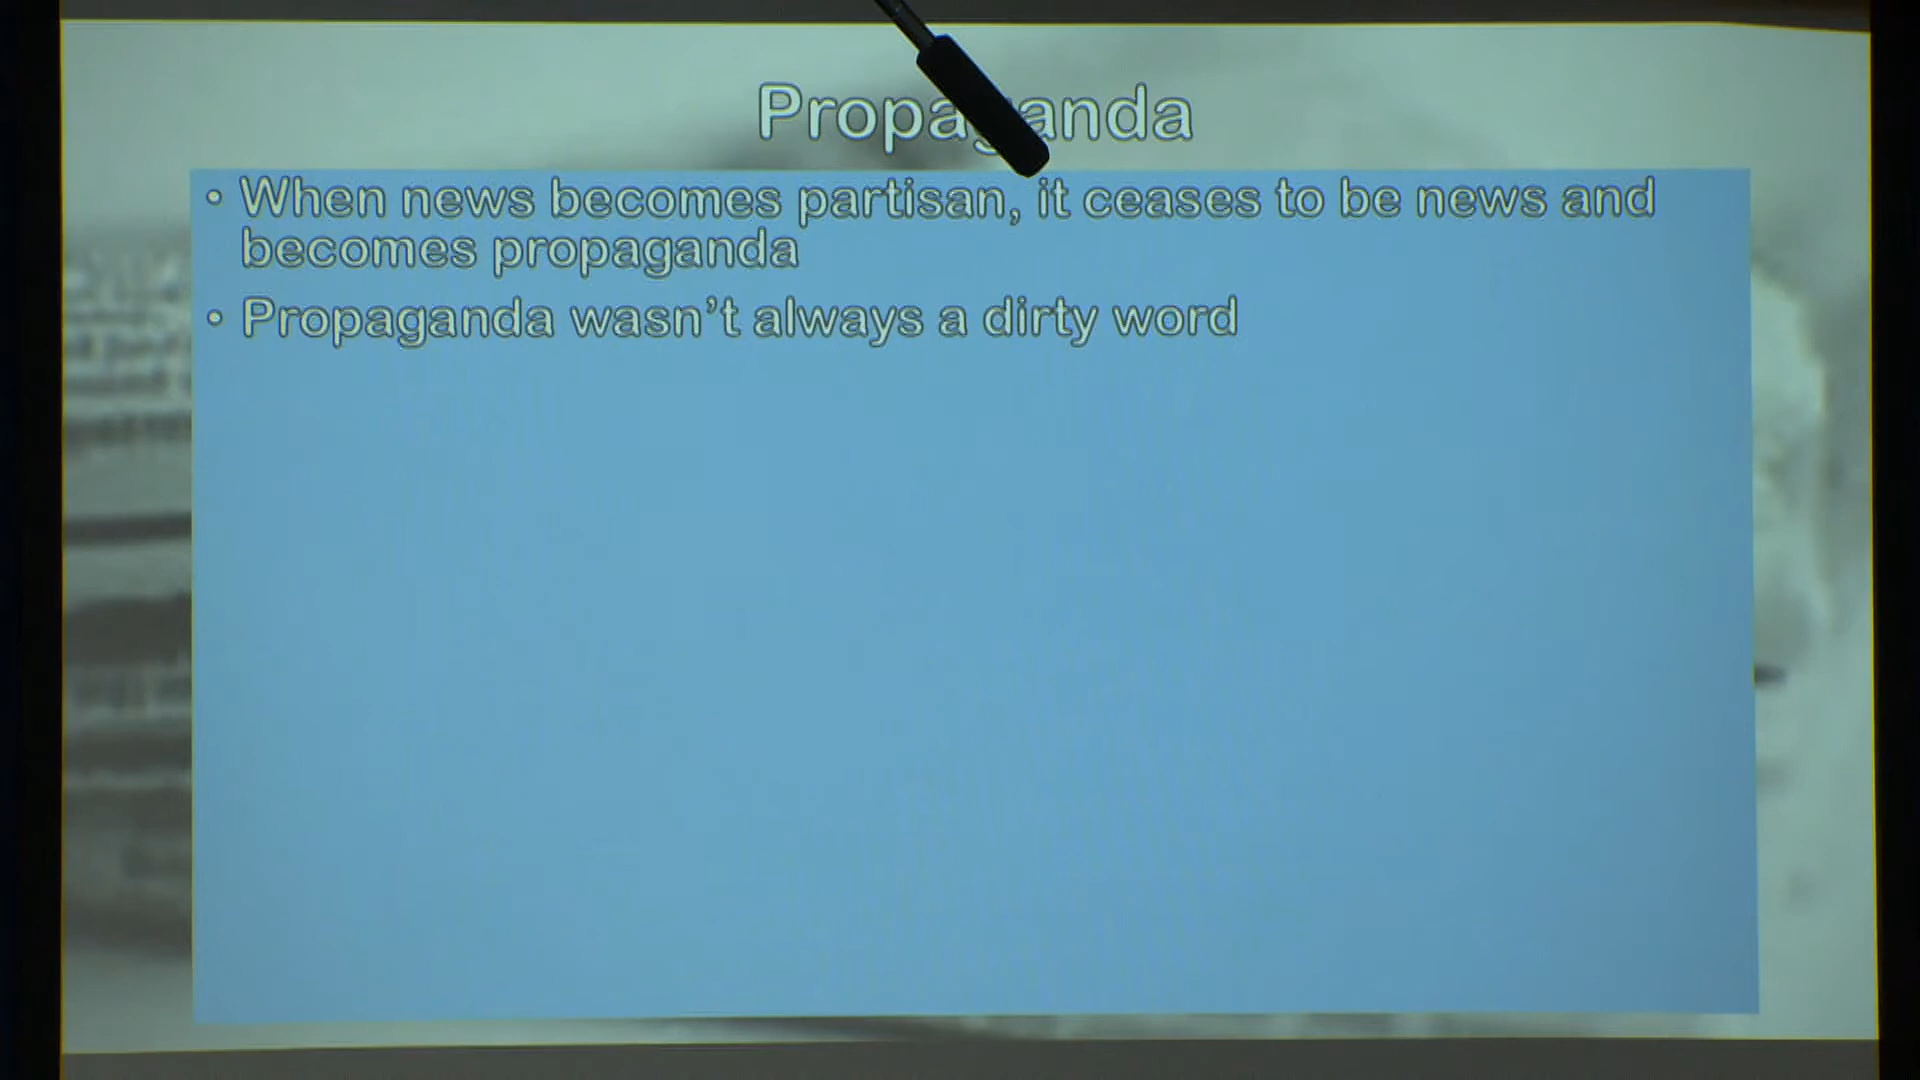 Propaganda
• When news becomes partisan, it ceases to be news and
becomes propaganda
• Propaganda wasn't always a dirty word